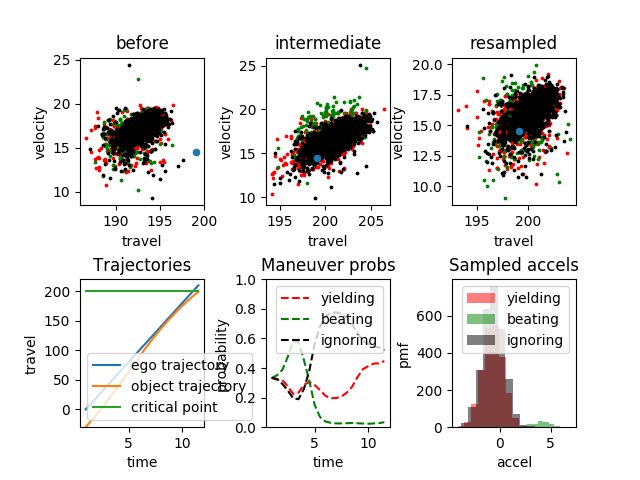 before
intermediate
resampled
25
20
15
10
velocity
190
195
200
travel
25
20
15
10
velocity
195
200
205
travel
20.0
17.5
15.0
12.5
10.0
velocity
195
200
travel
Trajectories
Maneuver probs
Sampled accels
200
150
100
50
0
travel
ego trajectory
object trajectory
critical point
5
10
time
1.0
0.8
0.6
0.4
0.2
0.0
probability
yielding
beating
ignoring
5
10
time
600
400
200
0
pmf
yielding
beating
ignoring
0
5
accel